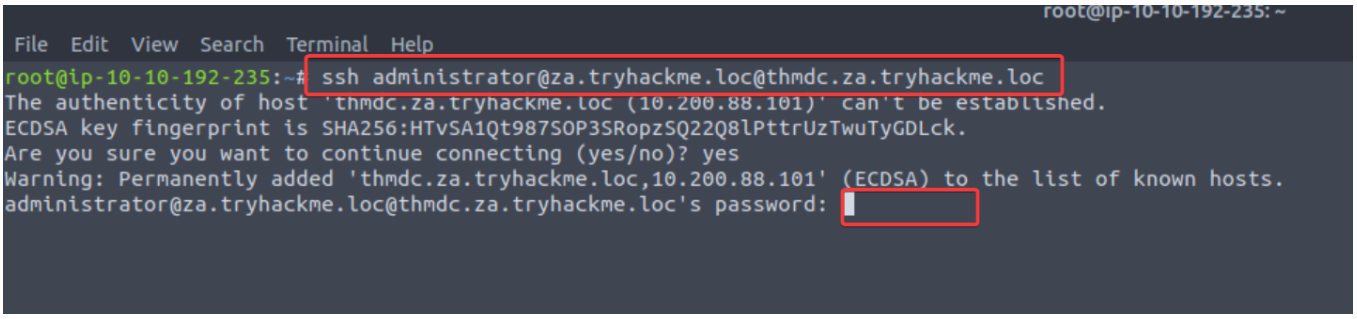 root@ip-10-10-192-235: ~
File Edit View Search Terminal Help
root@ip-10-10-192-235:~# ssh administrator@za.tryhackme.loc@thmdc.za.tryhackme.loc
The authenticity of host 'thmdc.za.tryhackme.loc (10.200.88.101)' can't be established.
ECDSA key fingerprint is SHA256:HTvSA1Qt987SOP3SRopzSQ22Q8lPttrUzTwuTyGDLck.
Are you sure you want to continue connecting (yes/no)? yes
Warning: Permanently added 'thmdc.za.tryhackme.loc,10.200.88.101' (ECDSA) to the list of known hosts.
administrator@za.tryhackme.loc@thmdc.za.tryhackme.loc's password: